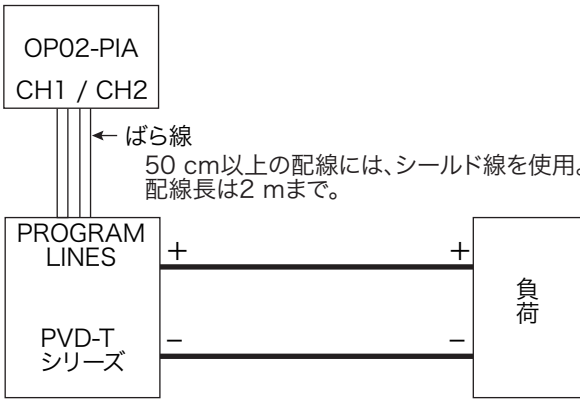 OP02-PIA
CH1 / CH2
ばら線
50 cm以上の配線には、シールド線を使用。
配線長は2 mまで。
PROGRAM
LINES
+
+
負
荷
PVD-T
シリーズ
−
−